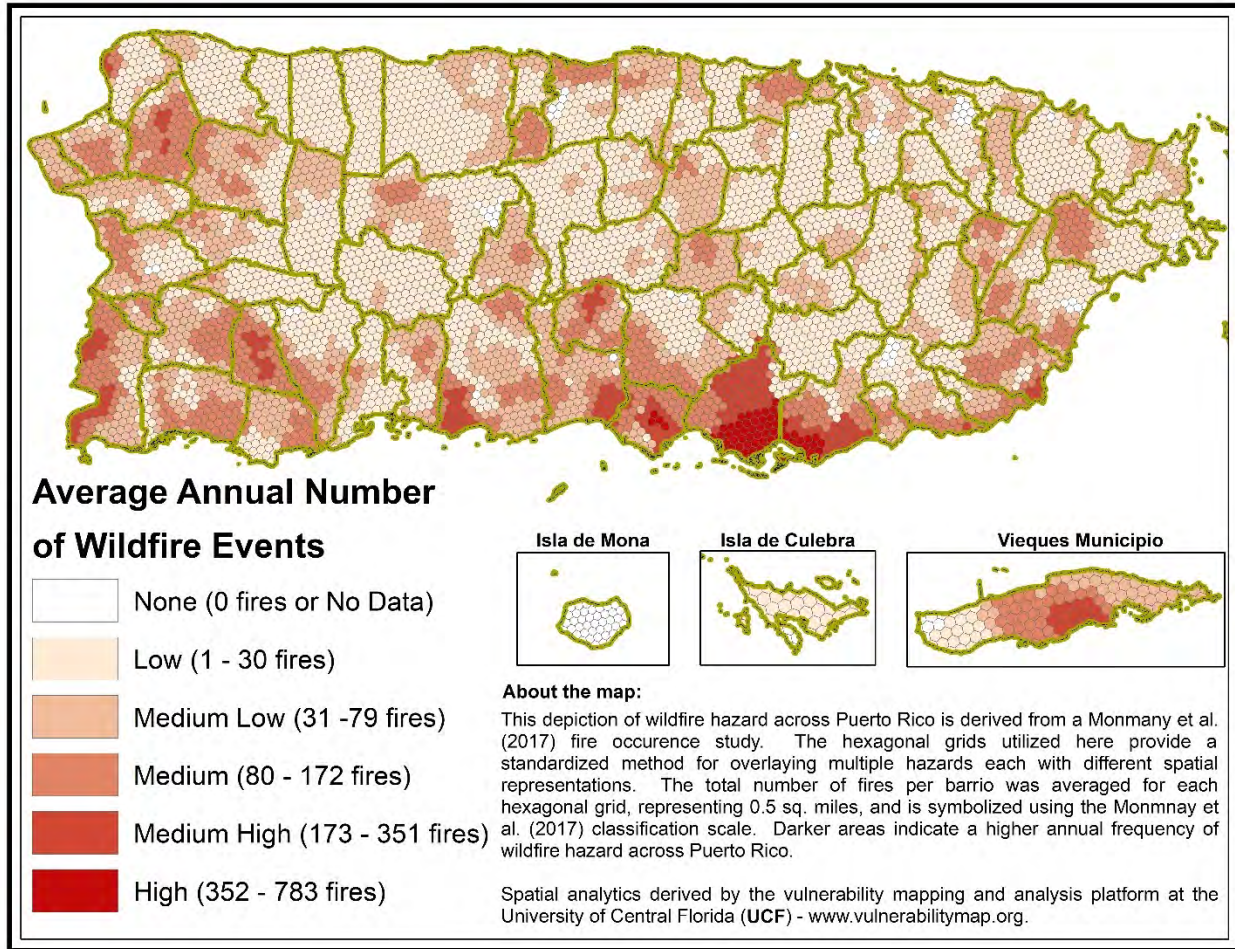 Average Annual Number
of Wildfire Events
None (0 fires or No Data)
Low (1 - 30 fires)
Medium Low (31 -79 fires)
Medium (80 - 172 fires)
Medium High (173 - 351 fires)
High (352 - 783 fires)
Isla de Mona
Isla de Culebra
Vieques Municipio
About the map:
This depiction of wildfire hazard across Puerto Rico is derived from a Monmany et al.
(2017) fire occurence study. The hexagonal grids utilized here provide a
standardized method for overlaying multiple hazards each with different spatial
representations. The total number of fires per barrio was averaged for each
hexagonal grid, representing 0.5 sq. miles, and is symbolized using the Monmnay et
al. (2017) classification scale. Darker areas indicate a higher annual frequency of
wildfire hazard across Puerto Rico.
Spatial analytics derived by the vulnerability mapping and analysis platform at the
University of Central Florida (UCF) - www.vulnerabilitymap.org.